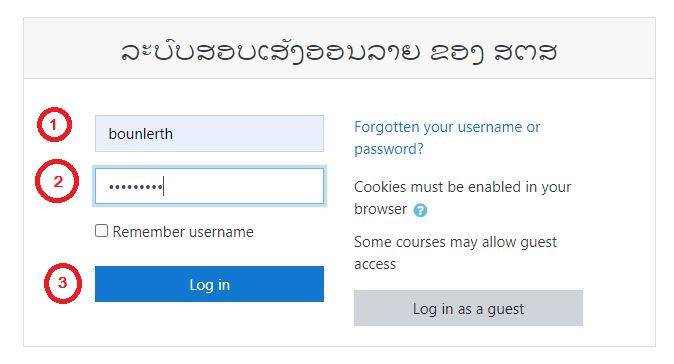 ລະບົບສອບເສັງອອນລາຍ ຂອງ ສຕສ
1
bounlerth
Forgotten your username or
password?
2
•••••••••
Cookies must be enabled in your
browser ?
Remember username
Some courses may allow guest
access
3
Log in
Log in as a guest